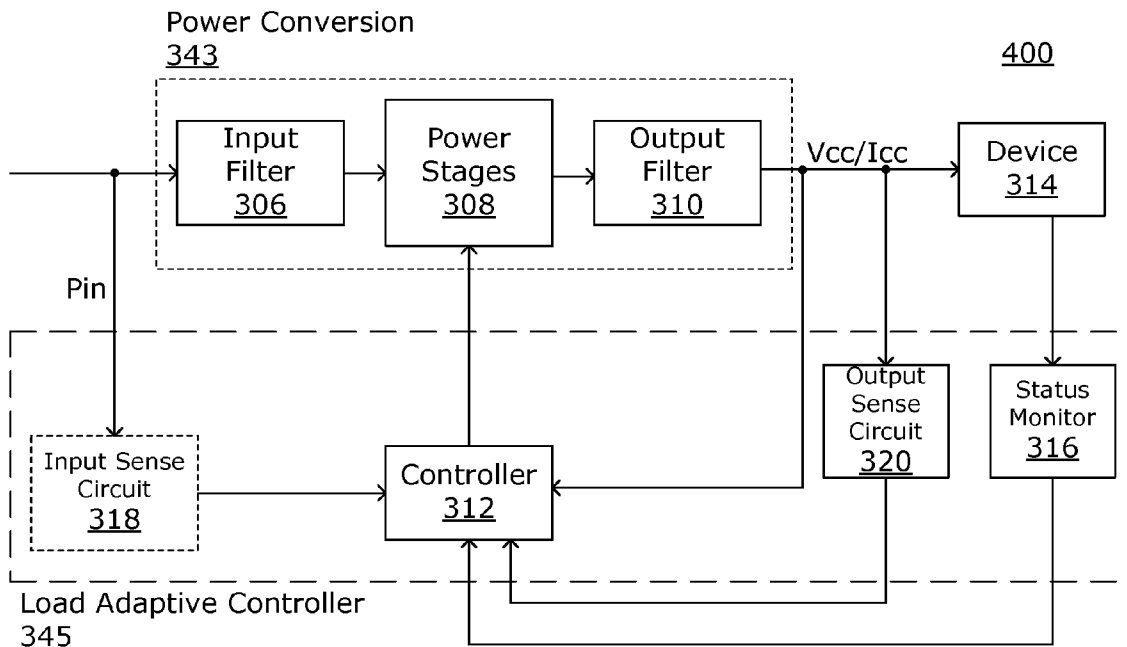 Power Conversion
343
400
Input
Filter
306
Power
Stages
308
Output
Filter
310
Vcc/Icc
Device
314
Pin
Input Sense
Circuit
318
Controller
312
Output
Sense
Circuit
320
Status
Monitor
316
Load Adaptive Controller
345